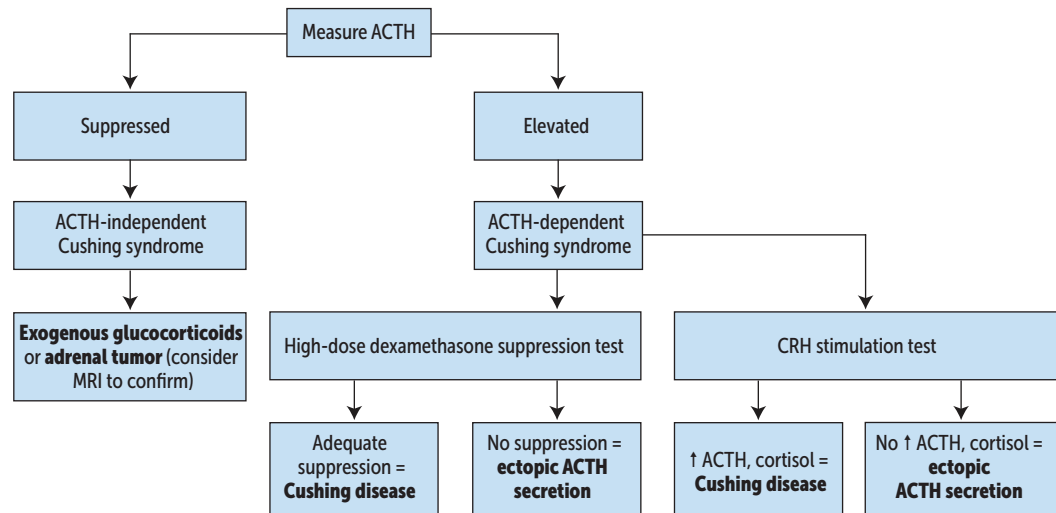 Measure ACTH
Suppressed
Elevated
ACTH-independent
Cushing syndrome
ACTH-dependent
Cushing syndrome
Exogenous glucocorticoids
or adrenal tumor (consider
MRI to confirm)
High-dose dexamethasone suppression test
CRH stimulation test
Adequate
suppression =
Cushing disease
No suppression =
ectopic ACTH
secretion
↑ ACTH, cortisol =
Cushing disease
No ↑ ACTH, cortisol =
ectopic
ACTH secretion